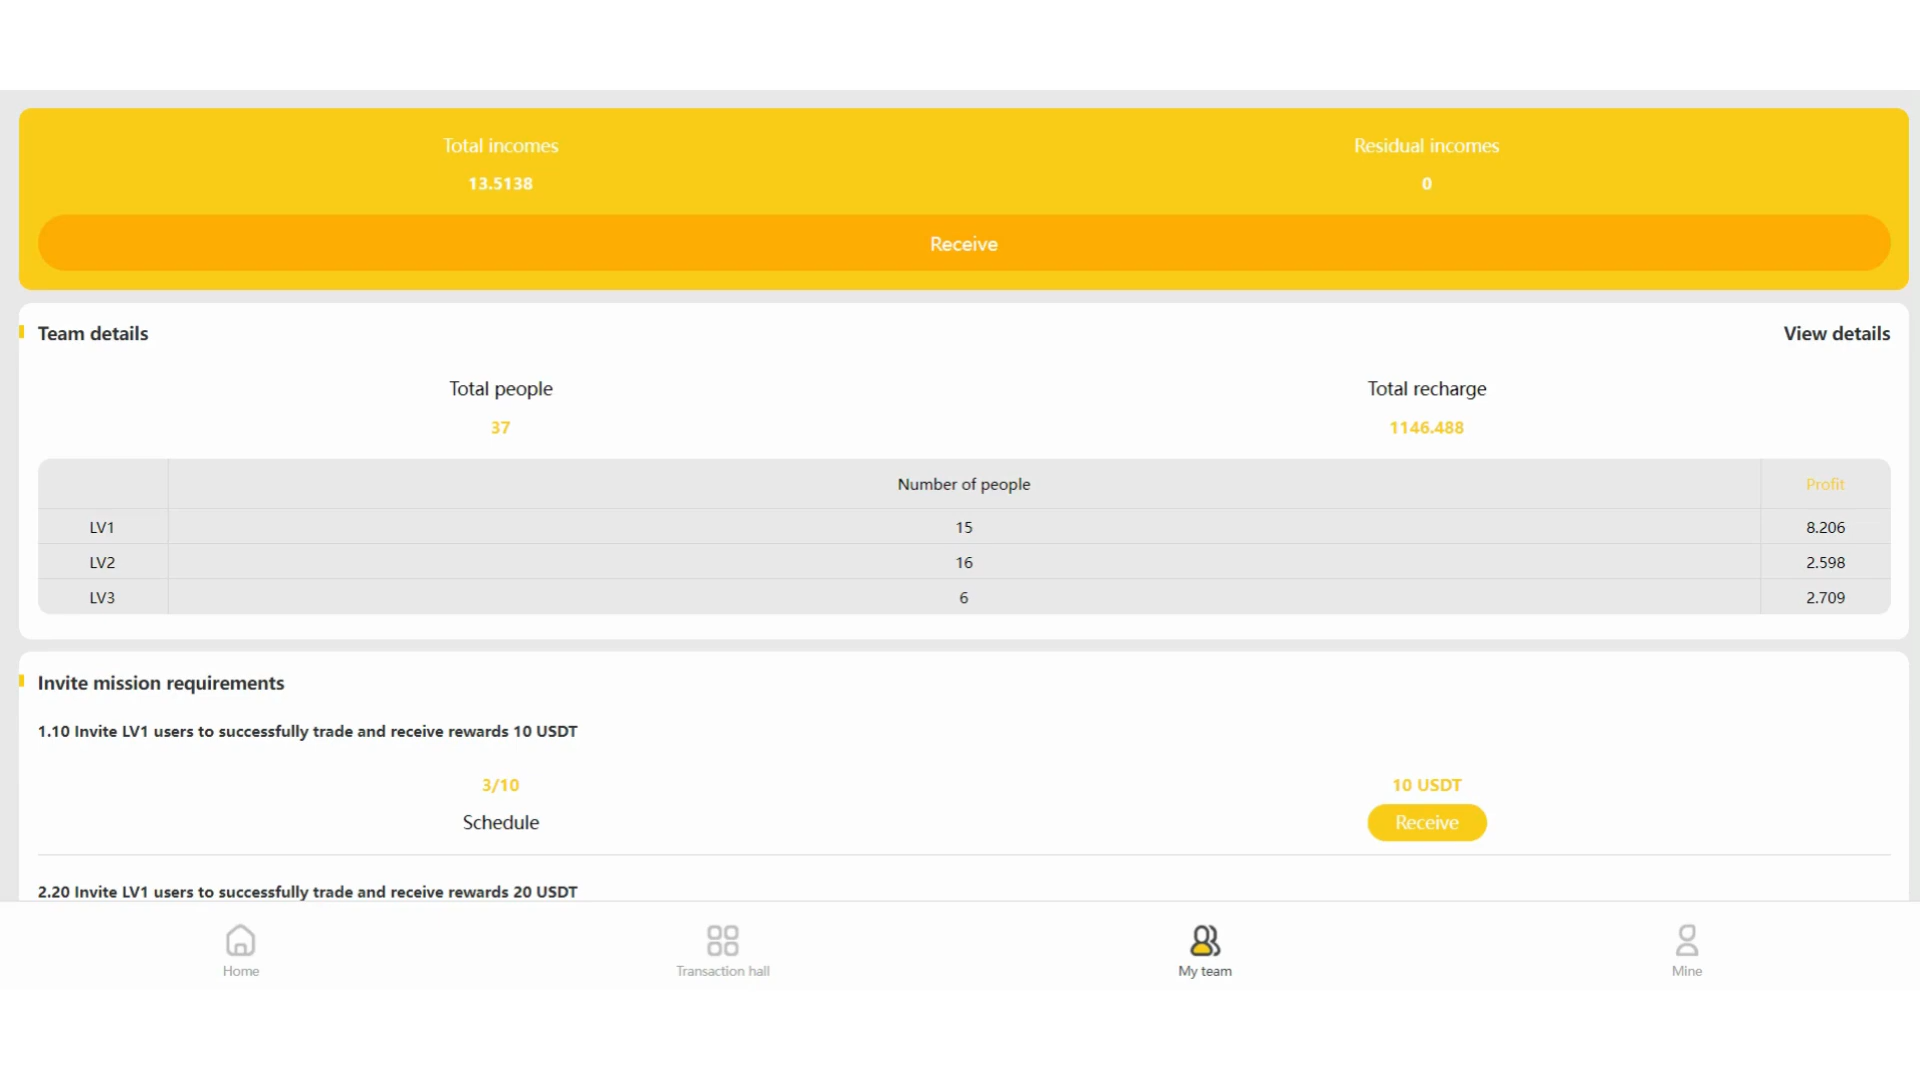 Total incomes
Residual incomes
13.5138
0
Receive
Team details
View details
Total people
Total recharge
37
1146.488
Number of people
Profit
LV1
15
8.206
LV2
16
2.598
LV3
6
2.709
Invite mission requirements
1.10 Invite LV1 users to successfully trade and receive rewards 10 USDT
3/10
10 USDT
Schedule
Receive
2.20 Invite LV1 users to successfully trade and receive rewards 20 USDT
Home
Transaction hall
My team
Mine